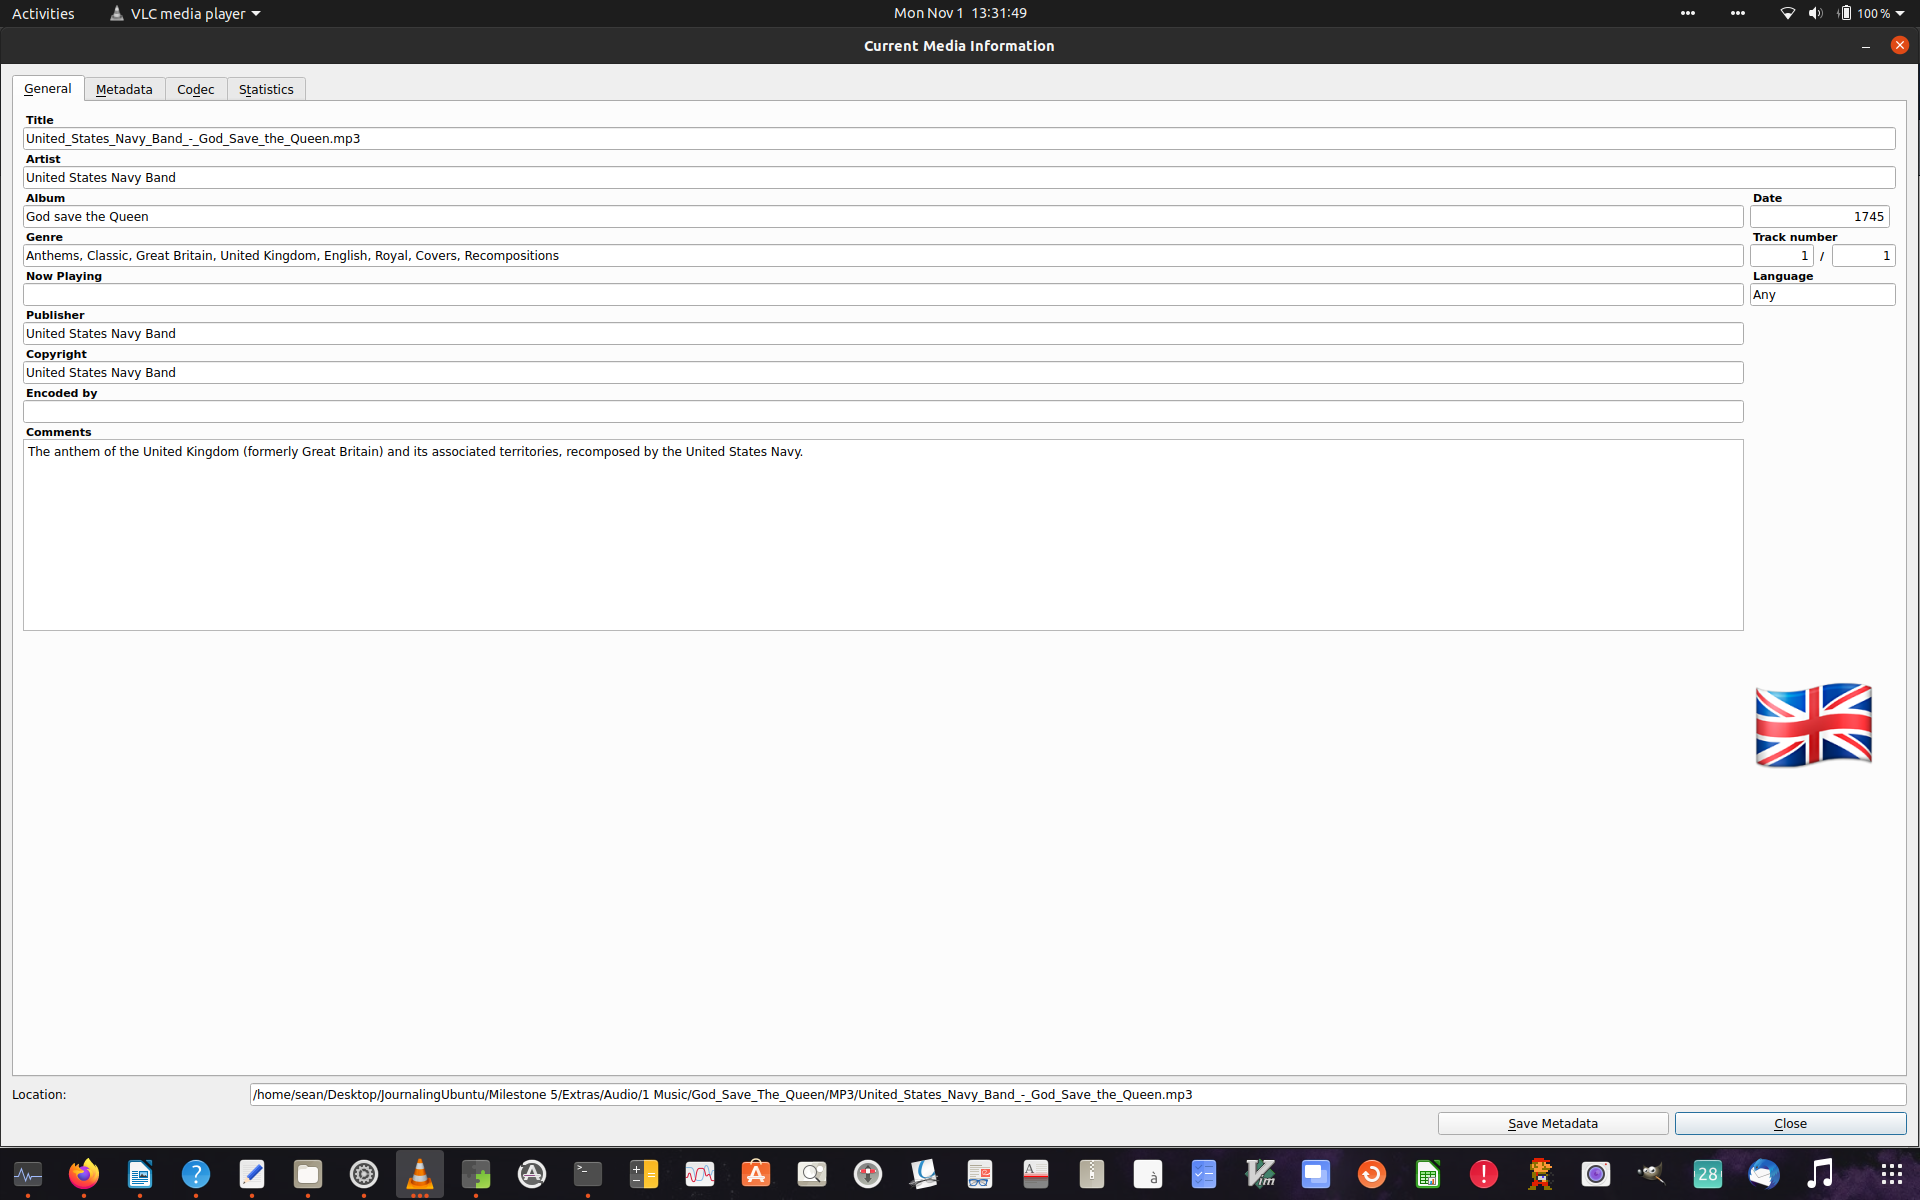 Activities VLC media player Mon Nov 1 13:31:49 100 %
Current Media Information
General Metadata Codec Statistics
Title
United_States_Navy_Band_-_God_Save_the_Queen.mp3
Artist
United States Navy Band
Album Date
God save the Queen 1745
Genre Track number
Anthems, Classic, Great Britain, United Kingdom, English, Royal, Covers, Recompositions 1 / 1
Now Playing Language
Any
Publisher
United States Navy Band
Copyright
United States Navy Band
Encoded by
Comments
The anthem of the United Kingdom (formerly Great Britain) and its associated territories, recomposed by the United States Navy.
Location: /home/sean/Desktop/JournalingUbuntu/Milestone 5/Extras/Audio/1 Music/God_Save_The_Queen/MP3/United_States_Navy_Band_-_God_Save_the_Queen.mp3
Save Metadata Close
28